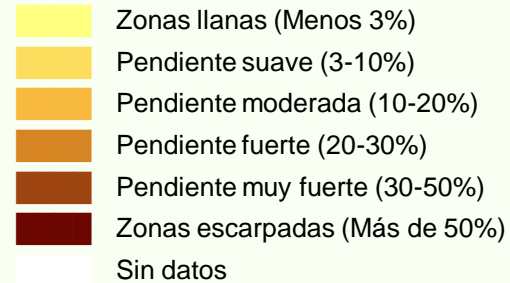 Zonas llanas (Menos 3%)
Pendiente suave (3-10%)
Pendiente moderada (10-20%)
Pendiente fuerte (20-30%)
Pendiente muy fuerte (30-50%)
Zonas escarpadas (Más de 50%)
Sin datos